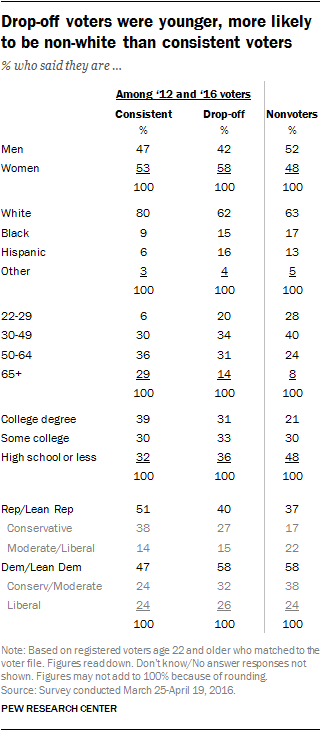 Drop-off voters were younger, more likely
to be non-white than consistent voters
% who said they are ...
Among ‘12 and ‘16 voters
Consistent Drop-off Nonvoters
% % %
Men 47 42 52
Women 53 58 48
100 100 100
White 80 62 63
Black 9 15 17
Hispanic 6 16 13
Other 3 4 5
100 100 100
22-29 6 20 28
30-49 30 34 40
50-64 36 31 24
65+ 29 14 8
100 100 100
College degree 39 31 21
Some college 30 33 30
High school or less 32 36 48
100 100 100
Rep/Lean Rep 51 40 37
Conservative 38 27 17
Moderate/Liberal 14 15 22
Dem/Lean Dem 47 58 58
Conserv/Moderate 24 32 38
Liberal 24 26 24
100 100 100
Note: Based on registered voters age 22 and older who matched to the
voter file. Figures read down. Don't know/No answer responses not
shown. Figures may not add to 100% because of rounding.
Source: Survey conducted March 25-April 19, 2016.
PEW RESEARCH CENTER